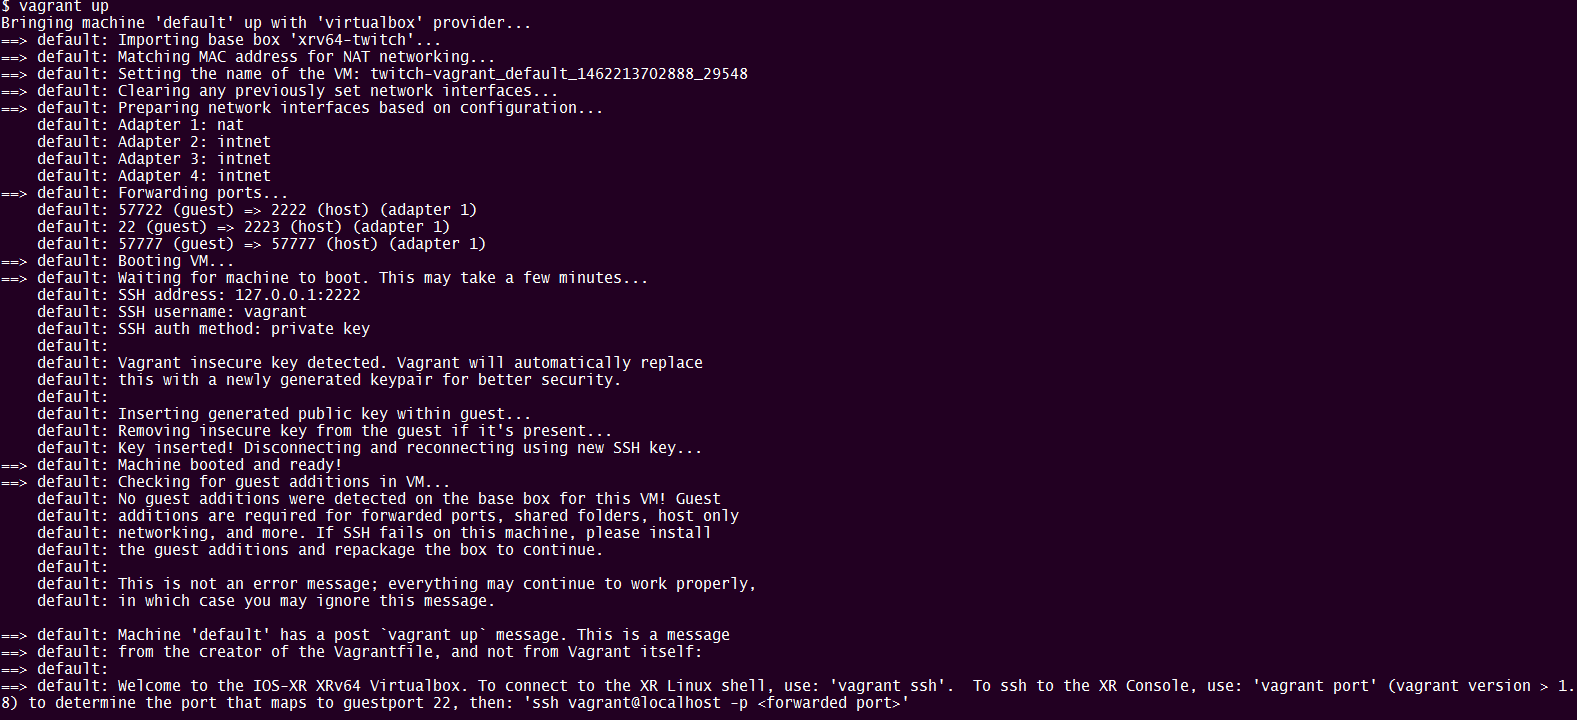 $ vagrant up
Bringing machine 'default' up with 'virtualbox' provider...
==> default: Importing base box 'xrv64-twitch'...
==> default: Matching MAC address for NAT networking...
==> default: Setting the name of the VM: twitch-vagrant_default_1462213702888_29548
==> default: Clearing any previously set network interfaces...
==> default: Preparing network interfaces based on configuration...
    default: Adapter 1: nat
    default: Adapter 2: intnet
    default: Adapter 3: intnet
    default: Adapter 4: intnet
==> default: Forwarding ports...
    default: 57722 (guest) => 2222 (host) (adapter 1)
    default: 22 (guest) => 2223 (host) (adapter 1)
    default: 57777 (guest) => 57777 (host) (adapter 1)
==> default: Booting VM...
==> default: Waiting for machine to boot. This may take a few minutes...
    default: SSH address: 127.0.0.1:2222
    default: SSH username: vagrant
    default: SSH auth method: private key
    default:
    default: Vagrant insecure key detected. Vagrant will automatically replace
    default: this with a newly generated keypair for better security.
    default:
    default: Inserting generated public key within guest...
    default: Removing insecure key from the guest if it's present...
    default: Key inserted! Disconnecting and reconnecting using new SSH key...
==> default: Machine booted and ready!
==> default: Checking for guest additions in VM...
    default: No guest additions were detected on the base box for this VM! Guest
    default: additions are required for forwarded ports, shared folders, host only
    default: networking, and more. If SSH fails on this machine, please install
    default: the guest additions and repackage the box to continue.
    default:
    default: This is not an error message; everything may continue to work properly,
    default: in which case you may ignore this message.

==> default: Machine 'default' has a post `vagrant up` message. This is a message
==> default: from the creator of the Vagrantfile, and not from Vagrant itself:
==> default:
==> default: Welcome to the IOS-XR XRv64 Virtualbox. To connect to the XR Linux shell, use: 'vagrant ssh'.  To ssh to the XR Console, use: 'vagrant port' (vagrant version > 1.
8) to determine the port that maps to guestport 22, then: 'ssh vagrant@localhost -p <forwarded port>'